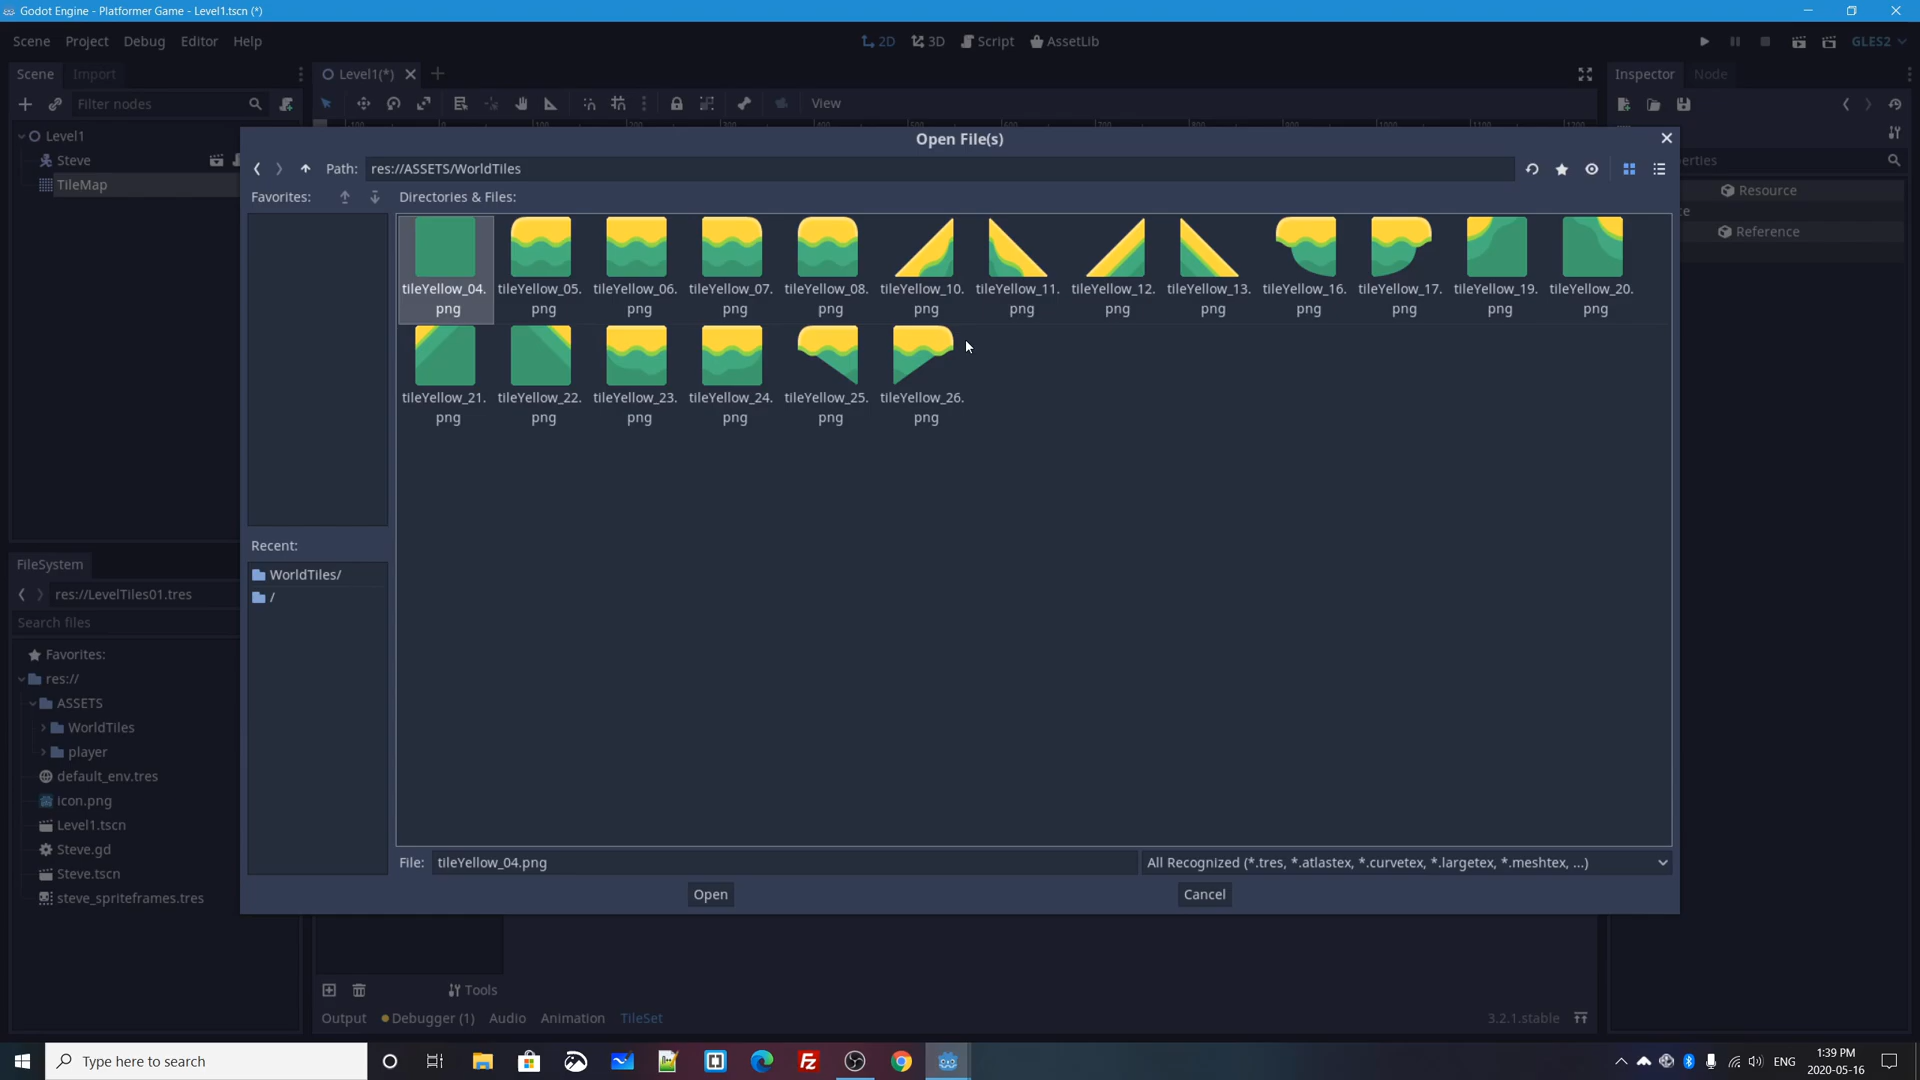 Godot Engine - Platformer Game - Level1.tscn (*)
Scene Project Debug Editor Help
2D 3D Script AssetLib
GLES2
Scene Import
Level1(*)
Inspector Node
Filter nodes
View
Level1
Steve
TileMap
Open File(s)
Path: res://ASSETS/WorldTiles
Favorites:
Directories & Files:
perties
Resource
ce
Reference
tileYellow_04.png
tileYellow_05.png
tileYellow_06.png
tileYellow_07.png
tileYellow_08.png
tileYellow_10.png
tileYellow_11.png
tileYellow_12.png
tileYellow_13.png
tileYellow_16.png
tileYellow_17.png
tileYellow_19.png
tileYellow_20.png
tileYellow_21.png
tileYellow_22.png
tileYellow_23.png
tileYellow_24.png
tileYellow_25.png
tileYellow_26.png
Recent:
WorldTiles/
/
FileSystem
res://LevelTiles01.tres
Search files
Favorites:
res://
ASSETS
WorldTiles
player
default_env.tres
icon.png
Level1.tscn
Steve.gd
Steve.tscn
steve_spriteframes.tres
File: tileYellow_04.png
All Recognized (*.tres, *.atlastex, *.curvetex, *.largetex, *.meshtex, ...)
Open
Cancel
Tools
Output Debugger (1) Audio Animation TileSet
3.2.1.stable
Type here to search
ENG
1:39 PM
2020-05-16